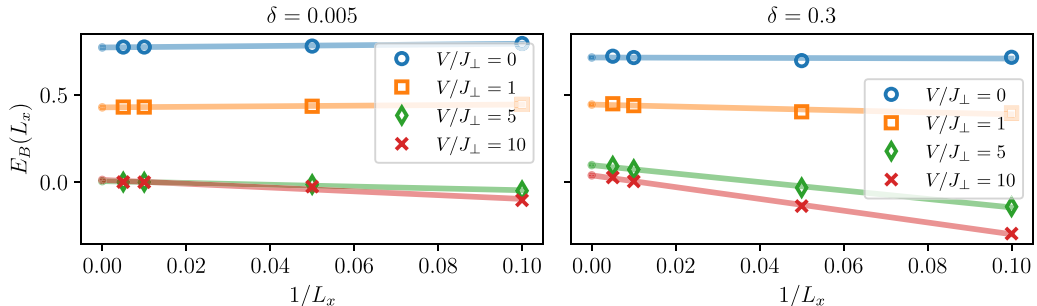 δ = 0.005
δ = 0.3
E_B(L_x)
0.5
0.0
V/J_⊥ = 0
V/J_⊥ = 1
V/J_⊥ = 5
V/J_⊥ = 10
V/J_⊥ = 0
V/J_⊥ = 1
V/J_⊥ = 5
V/J_⊥ = 10
0.00 0.02 0.04 0.06 0.08 0.10
0.00 0.02 0.04 0.06 0.08 0.10
1/L_x
1/L_x